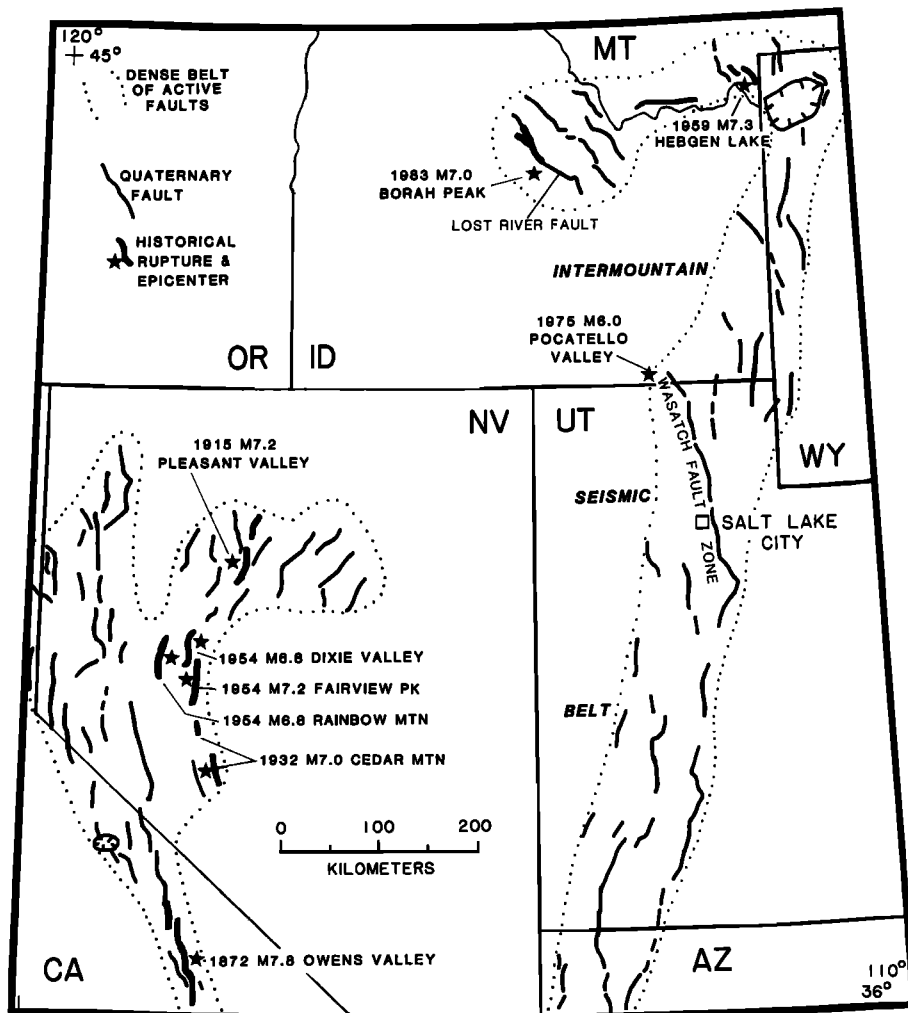 120°
45°
DENSE BELT
OF ACTIVE
FAULTS
QUATERNARY
FAULT
HISTORICAL
RUPTURE &
EPICENTER
MT
1959 M7.3
HEBGEN LAKE
1983 M7.0
BORAH PEAK
LOST RIVER FAULT
INTERMOUNTAIN
1975 M6.0
POCATELLO
VALLEY
OR
ID
NV
UT
WY
WASATCH FAULT ZONE
1915 M7.2
PLEASANT VALLEY
SEISMIC
SALT LAKE
CITY
1954 M6.8 DIXIE VALLEY
1954 M7.2 FAIRVIEW PK
1954 M6.8 RAINBOW MTN
BELT
1932 M7.0 CEDAR MTN
0 100 200
KILOMETERS
1872 M7.8 OWENS VALLEY
CA
AZ
110°
36°